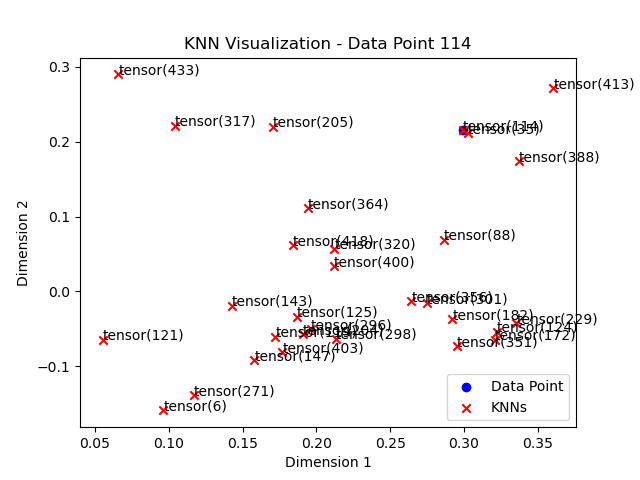 KNN Visualization - Data Point 114
0.3
0.2
0.1
0.0
−0.1
Dimension 2
tensor(433)
tensor(413)
tensor(317)
tensor(205)
tensor(114)
tensor(35)
tensor(388)
tensor(364)
tensor(88)
tensor(418)
tensor(320)
tensor(400)
tensor(356)
tensor(301)
tensor(143)
tensor(125)
tensor(182)
tensor(229)
tensor(296)
tensor(124)
tensor(298)
tensor(172)
tensor(121)
tensor(351)
tensor(403)
tensor(147)
tensor(271)
tensor(6)
Data Point
KNNs
0.05
0.10
0.15
0.20
0.25
0.30
0.35
Dimension 1